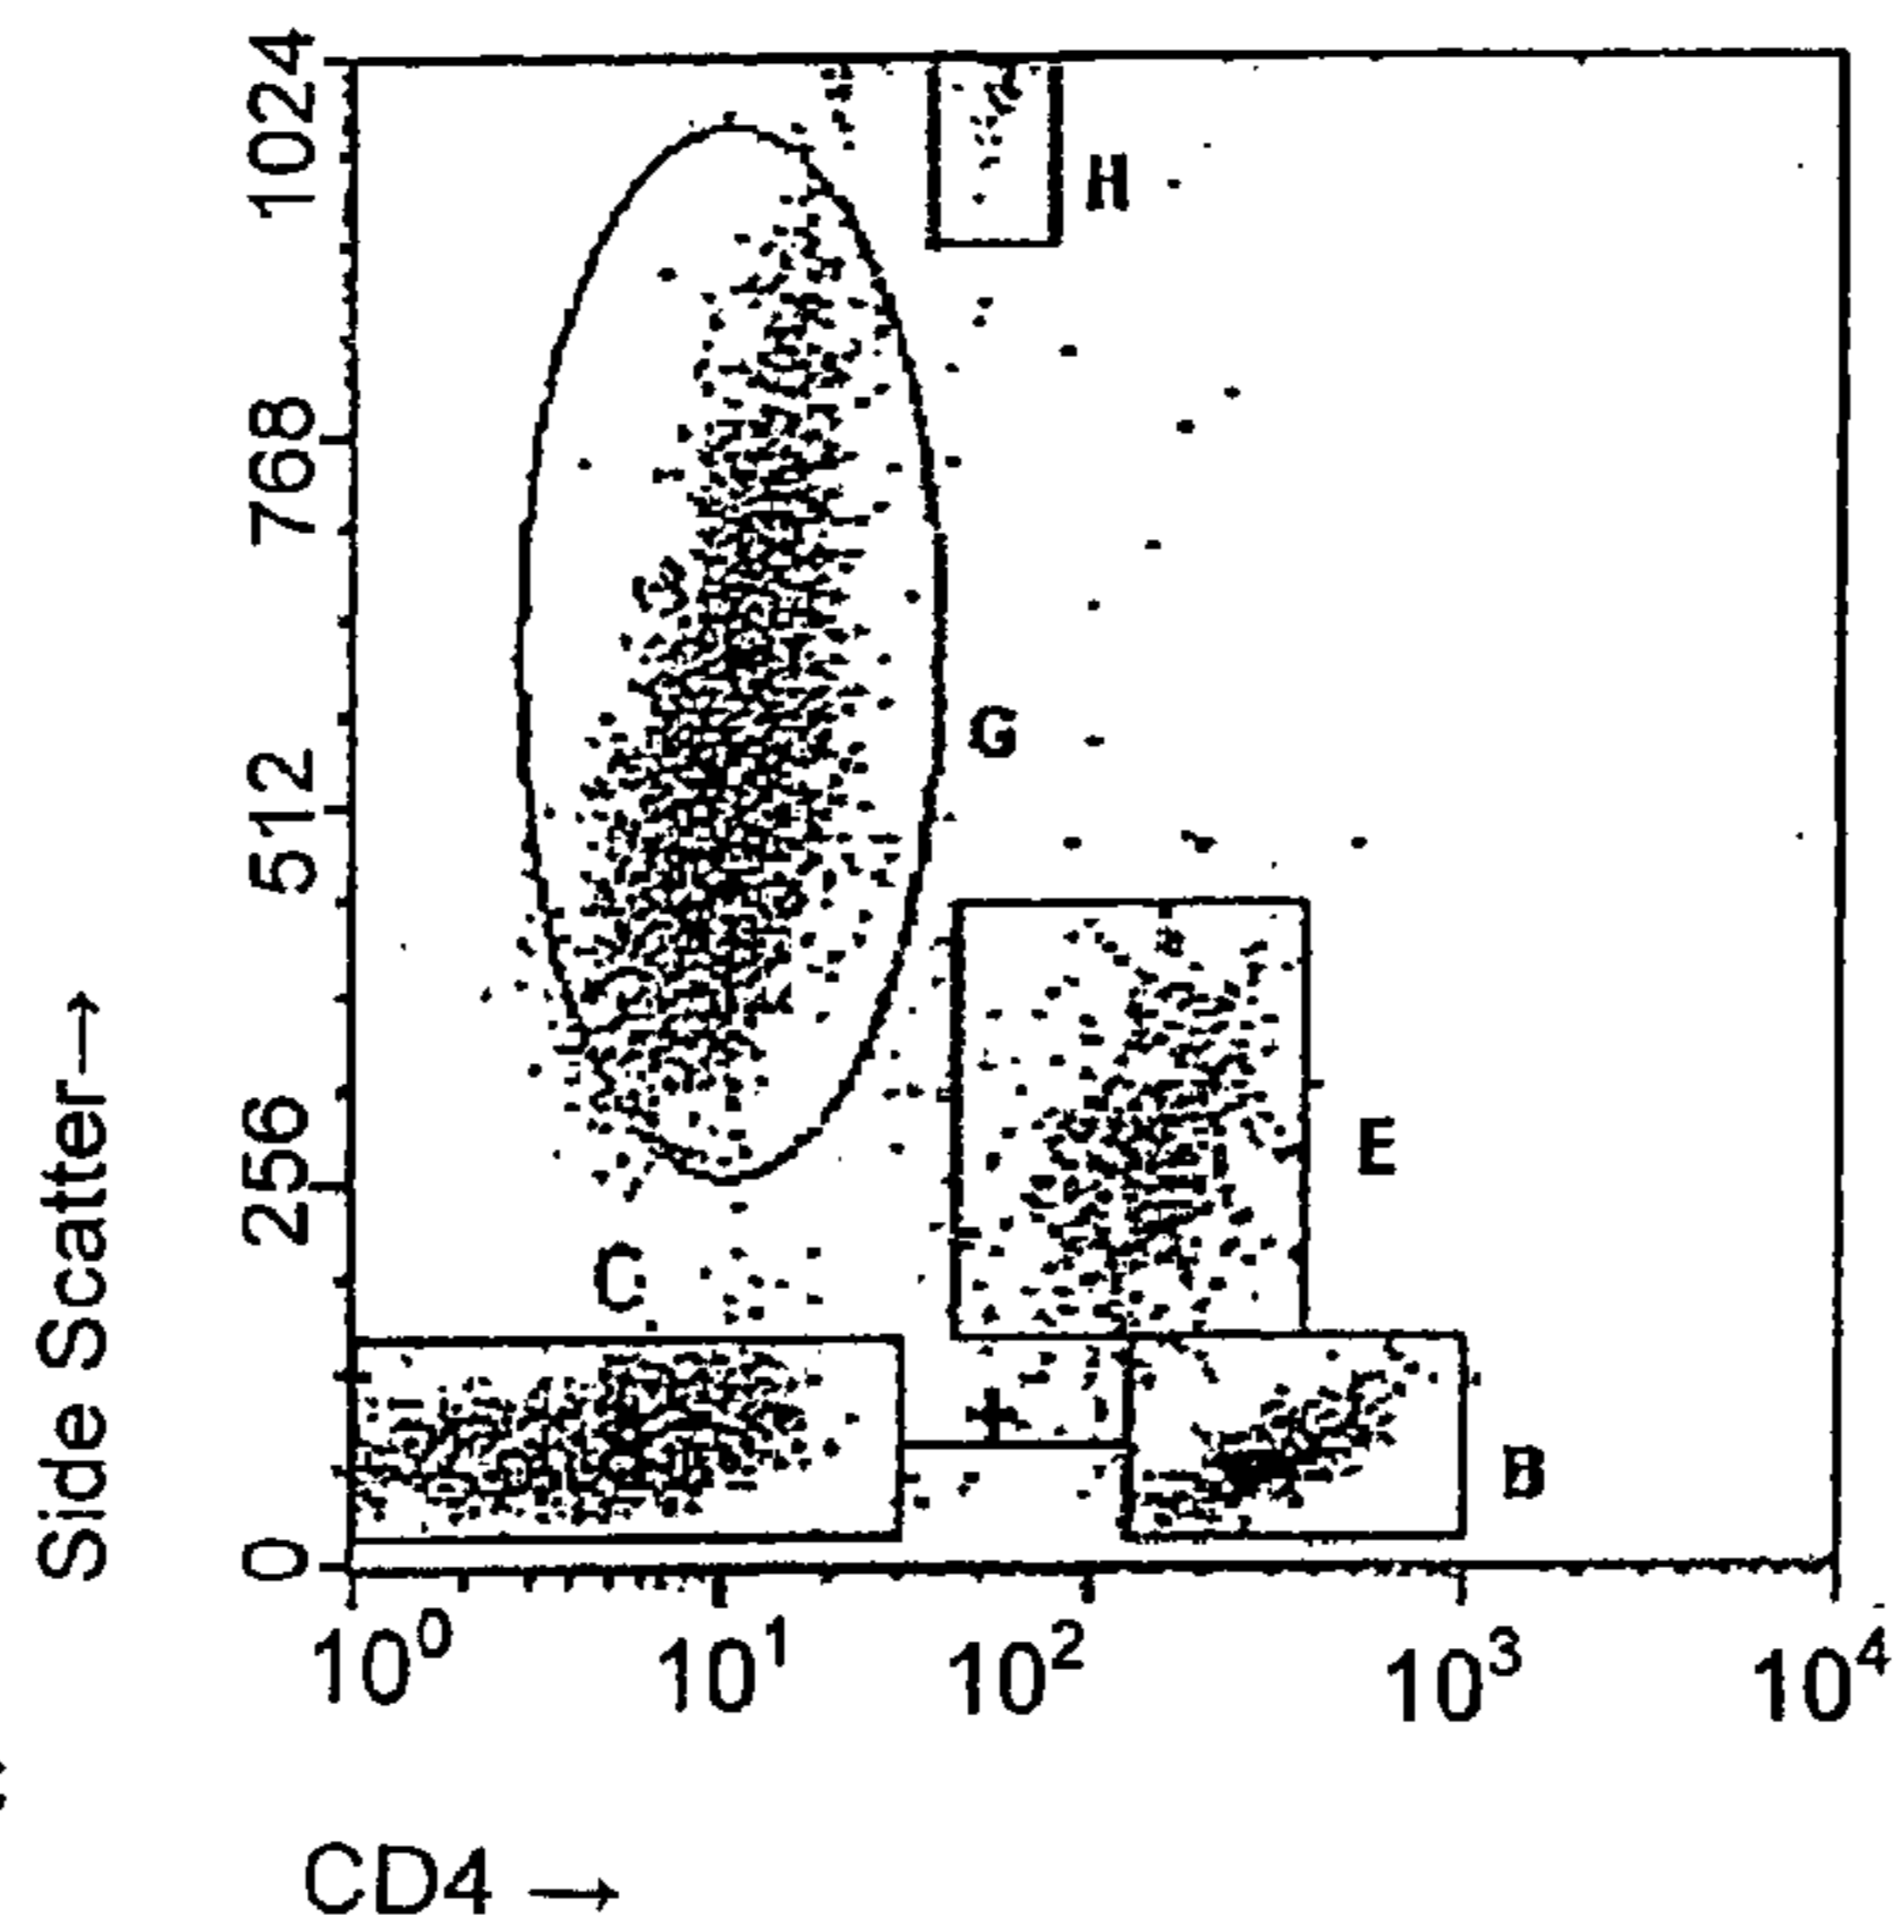 1024
768
512
256
0
Side Scatter→
H
G
E
C
+
B
10⁰ 10¹ 10² 10³ 10⁴
CD4 →